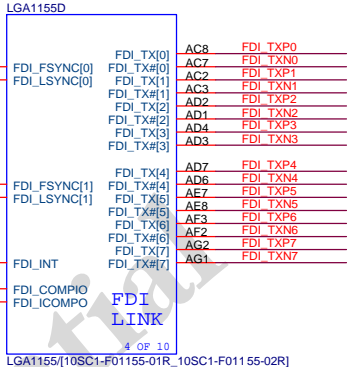 LGA1155D
FDI_TX[0] AC8 FDI_TXP0
FDI_FSYNC[0] FDI_TX#[0] AC7 FDI_TXN0
FDI_LSYNC[0] FDI_TX[1] AC2 FDI_TXP1
FDI_TX#[1] AC3 FDI_TXN1
FDI_TX[2] AD2 FDI_TXP2
FDI_TX#[2] AD1 FDI_TXN2
FDI_TX[3] AD4 FDI_TXP3
FDI_TX#[3] AD3 FDI_TXN3
FDI_TX[4] AD7 FDI_TXP4
FDI_FSYNC[1] FDI_TX#[4] AD6 FDI_TXN4
FDI_LSYNC[1] FDI_TX[5] AE7 FDI_TXP5
FDI_TX#[5] AE8 FDI_TXN5
FDI_TX[6] AF3 FDI_TXP6
FDI_TX#[6] AF2 FDI_TXN6
FDI_TX[7] AG2 FDI_TXP7
FDI_INT FDI_TX#[7] AG1 FDI_TXN7
FDI_COMPIO
FDI_ICOMPO
FDI
LINK
4 OF 10
LGA1155/[10SC1-F01155-01R_10SC1-F01155-02R]
tial